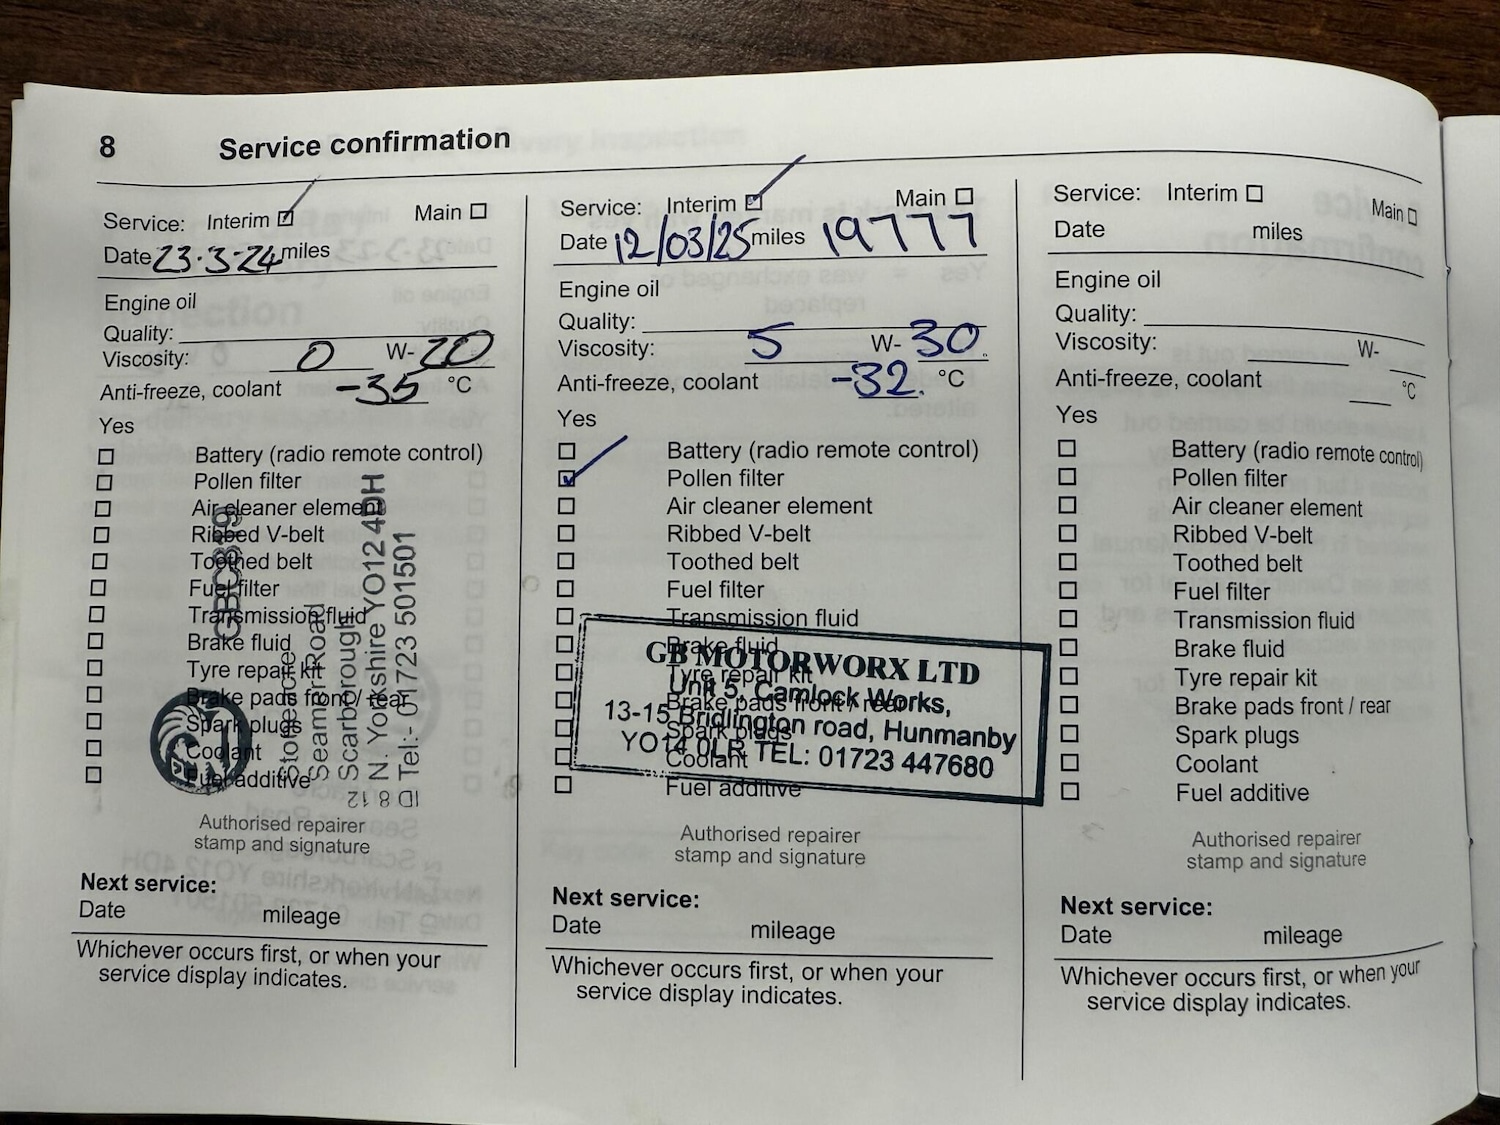 8 Service confirmation
Service: Interim Main
Date 23·3·24 miles
Engine oil
Quality:
Viscosity: 0 W- 20
Anti-freeze, coolant -35 °C
Yes
Battery (radio remote control)
Pollen filter
Air cleaner element
Ribbed V-belt
Toothed belt
Fuel filter
Transmission fluid
Brake fluid
Tyre repair kit
Brake pads front / rear
Spark plugs
Coolant
Fuel additive
Stoneacre
Seamer Road
Scarborough
N. Yorkshire YO12 4DH
Tel:- 01723 501501
ID 8 12
Authorised repairer
stamp and signature
Next service:
Date mileage
Whichever occurs first, or when your
service display indicates.
Service: Interim Main
Date 12/03/25 miles 19777
Engine oil
Quality:
Viscosity: 5 W- 30
Anti-freeze, coolant -32 °C
Yes
Battery (radio remote control)
Pollen filter
Air cleaner element
Ribbed V-belt
Toothed belt
Fuel filter
Transmission fluid
Brake fluid
Tyre repair kit
Brake pads front / rear
Spark plugs
Coolant
Fuel additive
GB MOTORWORX LTD
Unit 5, Camlock Works,
13-15 Bridlington road, Hunmanby
YO14 0LR TEL: 01723 447680
Authorised repairer
stamp and signature
Next service:
Date mileage
Whichever occurs first, or when your
service display indicates.
Service: Interim Main
Date miles
Engine oil
Quality:
Viscosity: W-
Anti-freeze, coolant °C
Yes
Battery (radio remote control)
Pollen filter
Air cleaner element
Ribbed V-belt
Toothed belt
Fuel filter
Transmission fluid
Brake fluid
Tyre repair kit
Brake pads front / rear
Spark plugs
Coolant
Fuel additive
Authorised repairer
stamp and signature
Next service:
Date mileage
Whichever occurs first, or when your
service display indicates.